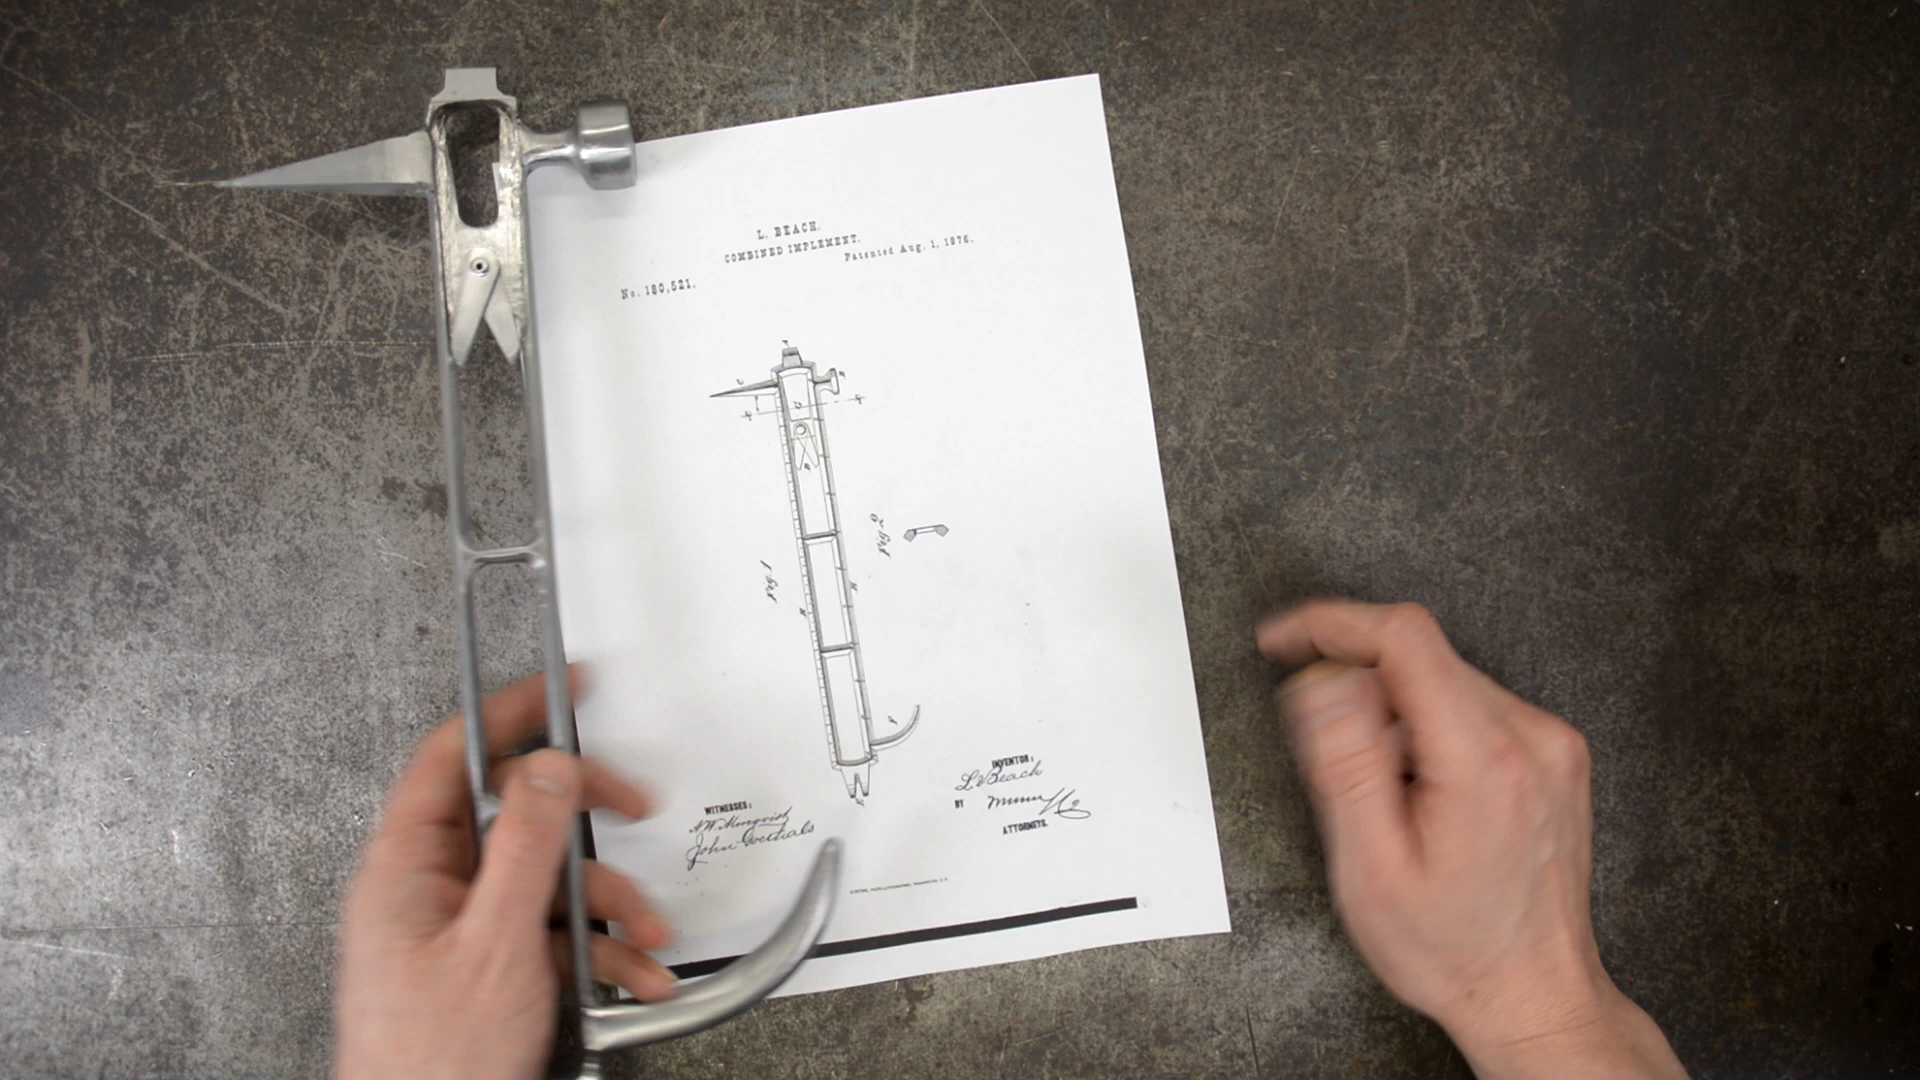 L. BEACH.
COMBINED IMPLEMENT.
No. 180,521.
Patented Aug. 1, 1876.
Fig. 1
Fig. 2
WITNESSES:
John Goethals
INVENTOR:
L. Beach
BY
ATTORNEYS.